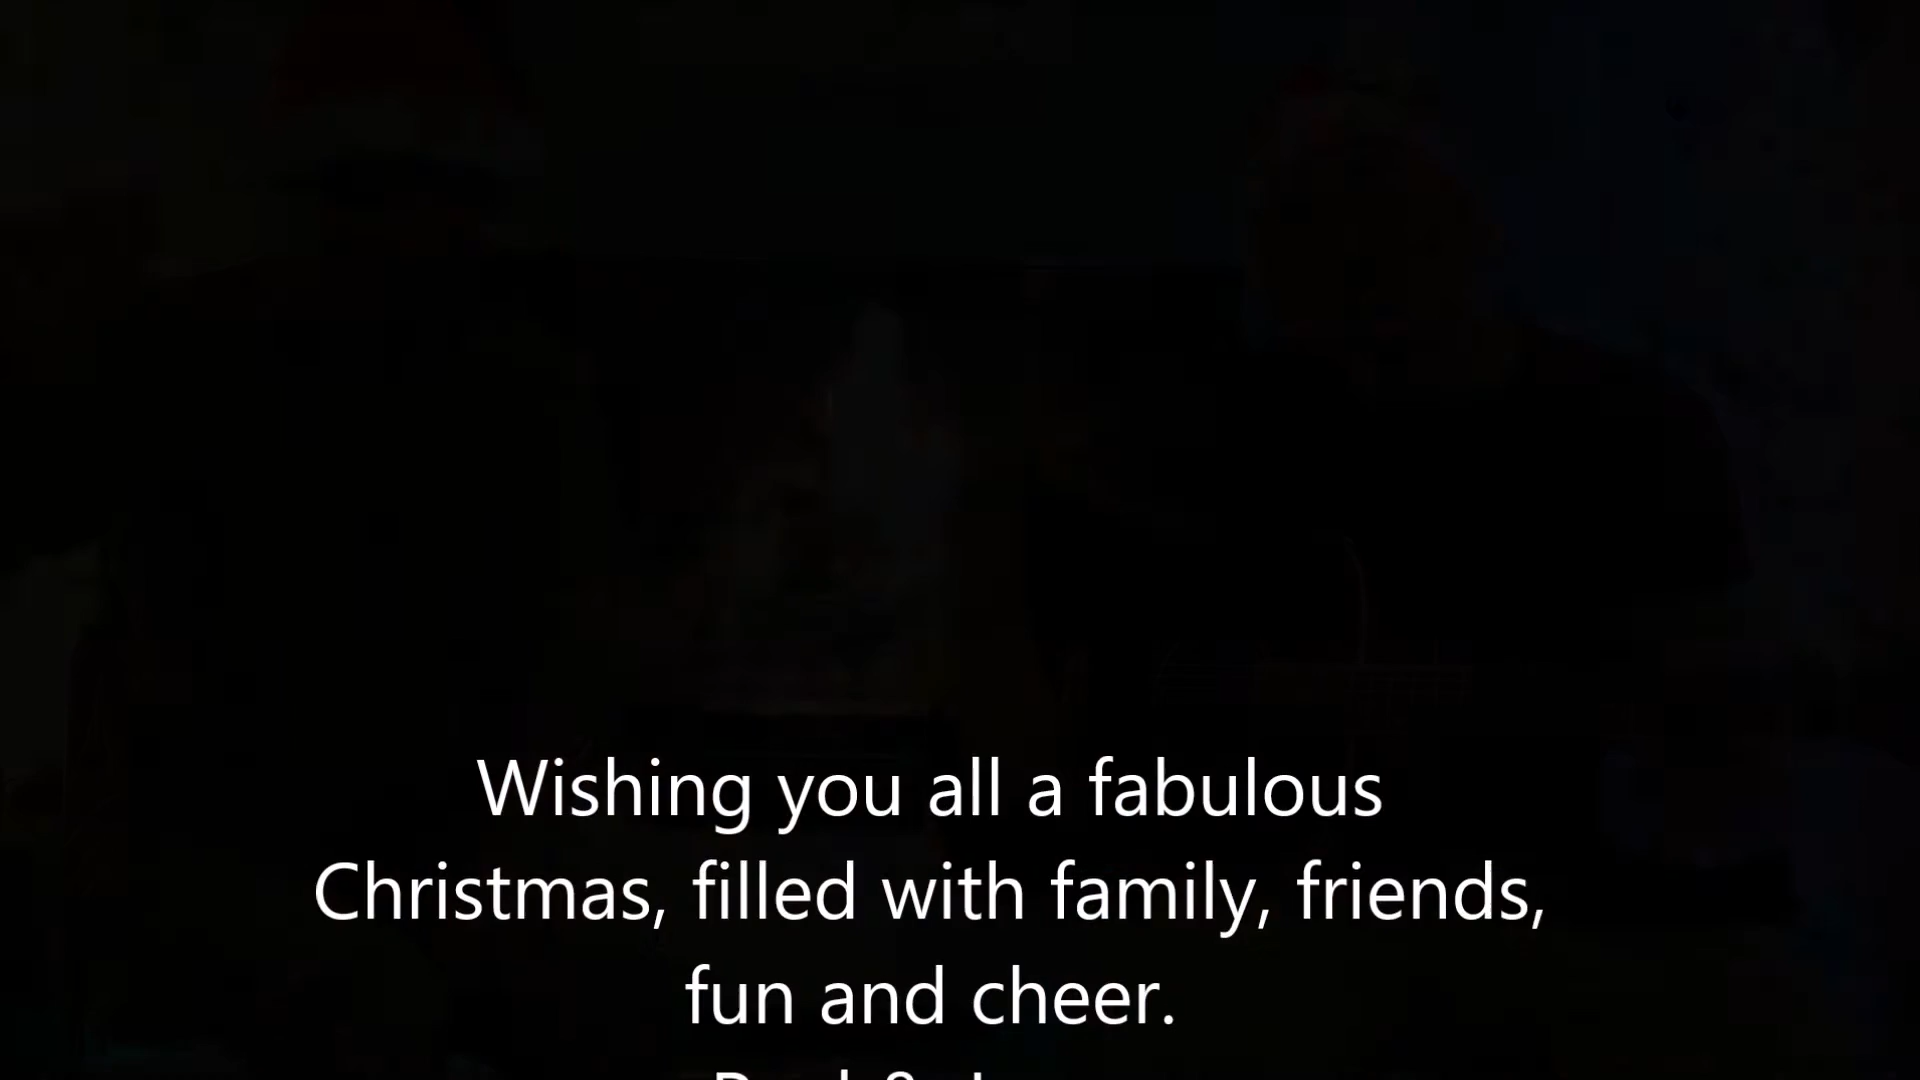 Wishing you all a fabulous
Christmas, filled with family, friends,
fun and cheer.